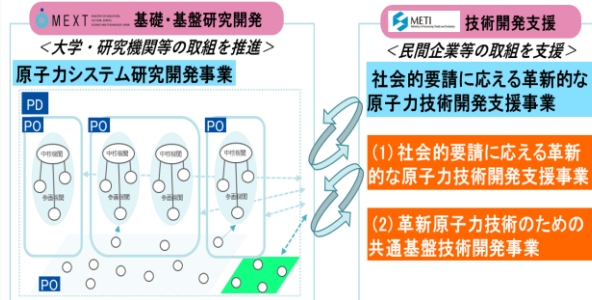 MEXT
基礎・基盤研究開発
＜大学・研究機関等の取組を推進＞
原子力システム研究開発事業
PD
PO
PO
PO
中核機関
中核機関
中核機関
中核機関
参画機関
参画機関
参画機関
PO
METI
技術開発支援
＜民間企業等の取組を支援＞
社会的要請に応える革新的な
原子力技術開発支援事業
(1) 社会的要請に応える革新
的な原子力技術開発支援事業
(2) 革新原子力技術のための
共通基盤技術開発事業